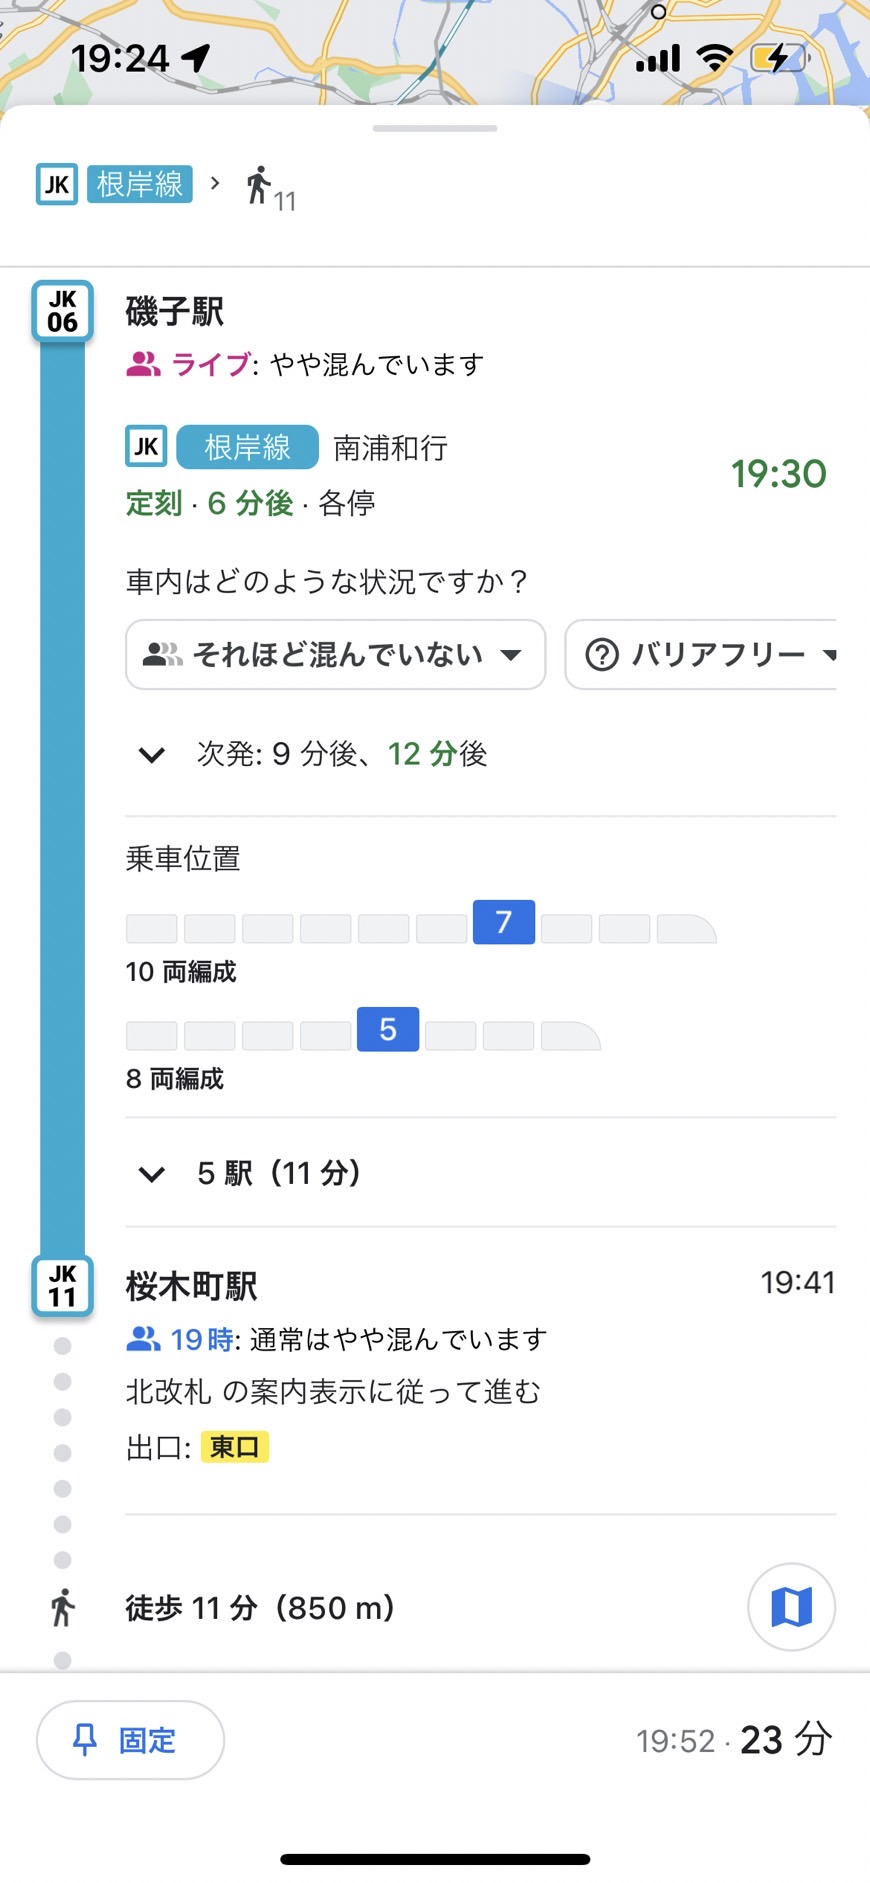 19:24
JK 根岸線 › 11
JK
06
磯子駅
ライブ: やや混んでいます
JK 根岸線 南浦和行
19:30
定刻 · 6 分後 · 各停
車内はどのような状況ですか？
それほど混んでいない
バリアフリー
次発: 9 分後、12 分後
乗車位置
7
10 両編成
5
8 両編成
5 駅（11 分）
JK
11
桜木町駅
19:41
19 時: 通常はやや混んでいます
北改札 の案内表示に従って進む
出口: 東口
徒歩 11 分（850 m）
固定
19:52 · 23 分